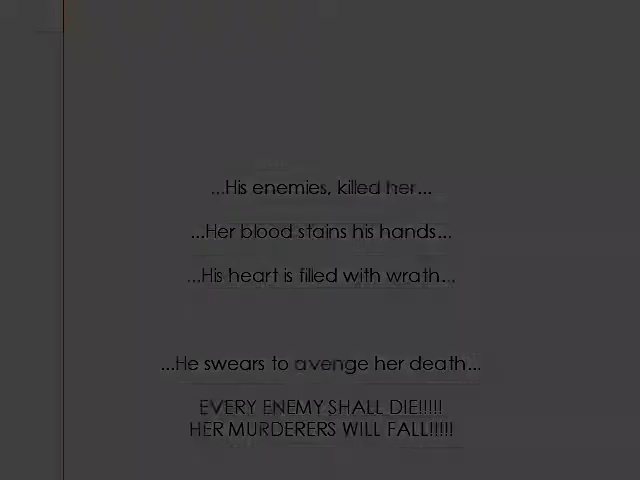 ...His enemies, killed her...
...Her blood stains his hands...
...His heart is filled with wrath...
...He swears to avenge her death...
EVERY ENEMY SHALL DIE!!!!!
HER MURDERERS WILL FALL!!!!!